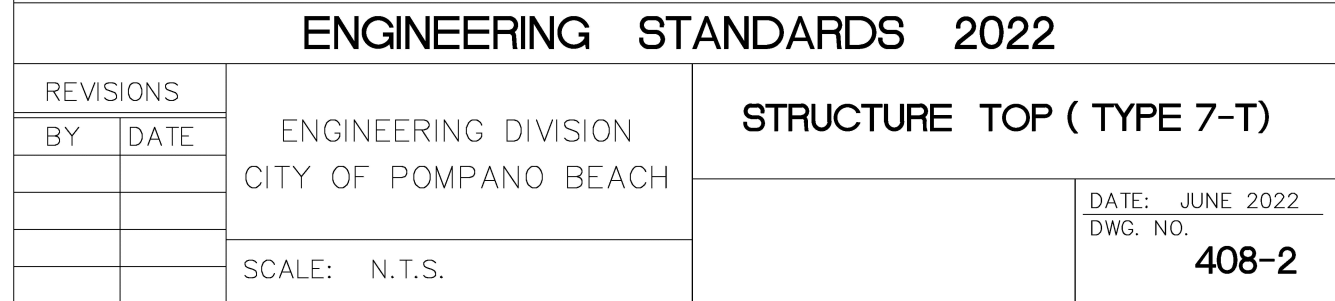 ENGINEERING STANDARDS 2022
REVISIONS
BY DATE
ENGINEERING DIVISION
CITY OF POMPANO BEACH
SCALE: N.T.S.
STRUCTURE TOP ( TYPE 7-T)
DATE: JUNE 2022
DWG. NO.
408-2